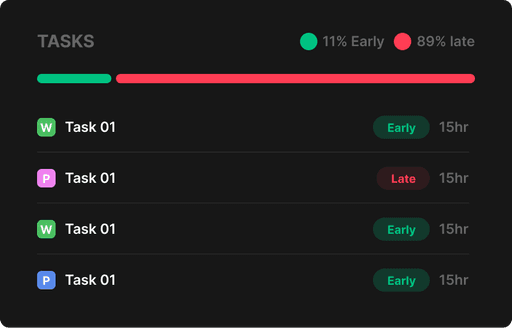 TASKS 11% Early 89% late
W Task 01 Early 15hr
P Task 01 Late 15hr
W Task 01 Early 15hr
P Task 01 Early 15hr